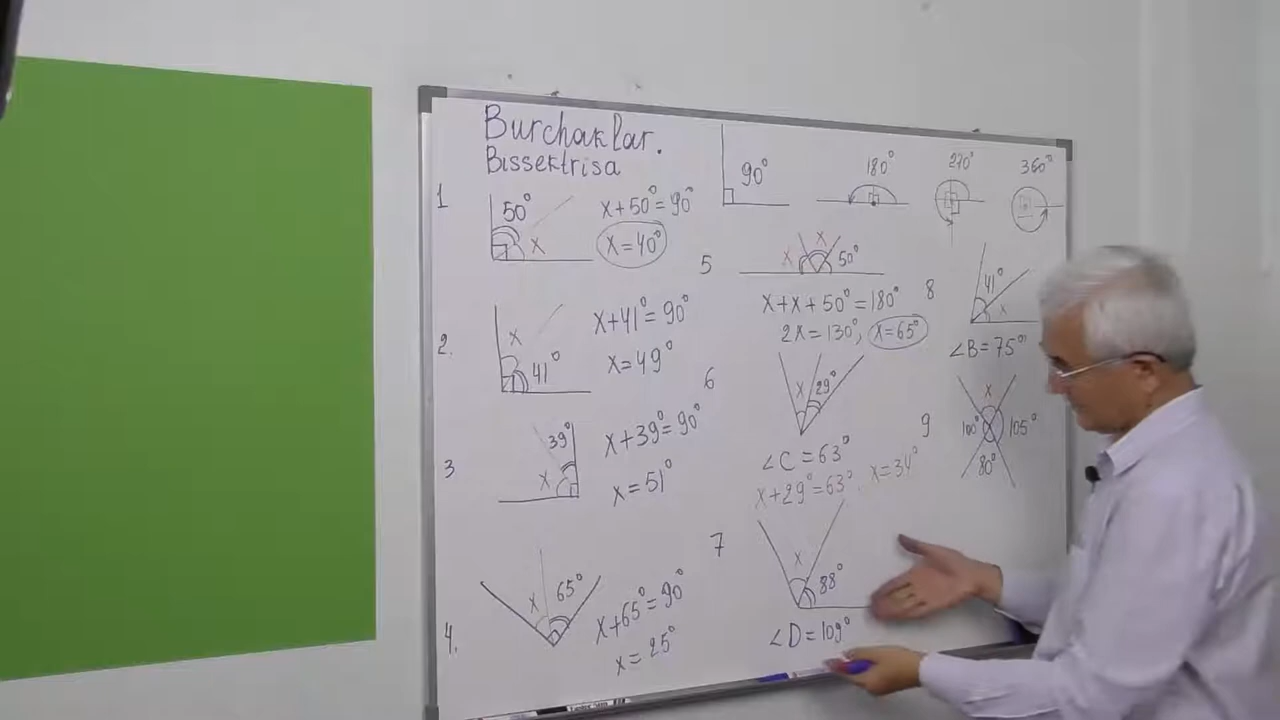 Burchaklar.
Bissektrisa
90°
180°
270°
360°
1
50°
x
x+50°=90°
x=40°
2.
x
41°
x+41°=90°
x=49°
3
39°
x
x+39°=90°
x=51°
4.
x
65°
x+65°=90°
x=25°
5
x
x
50°
x+x+50°=180°
2x=130°, x=65°
6
x
29°
∠C=63°
x+29°=63°. x=34°
7
x
88°
∠D=109°
8
41°
x
∠B=75°
9
x
100°
105°
80°